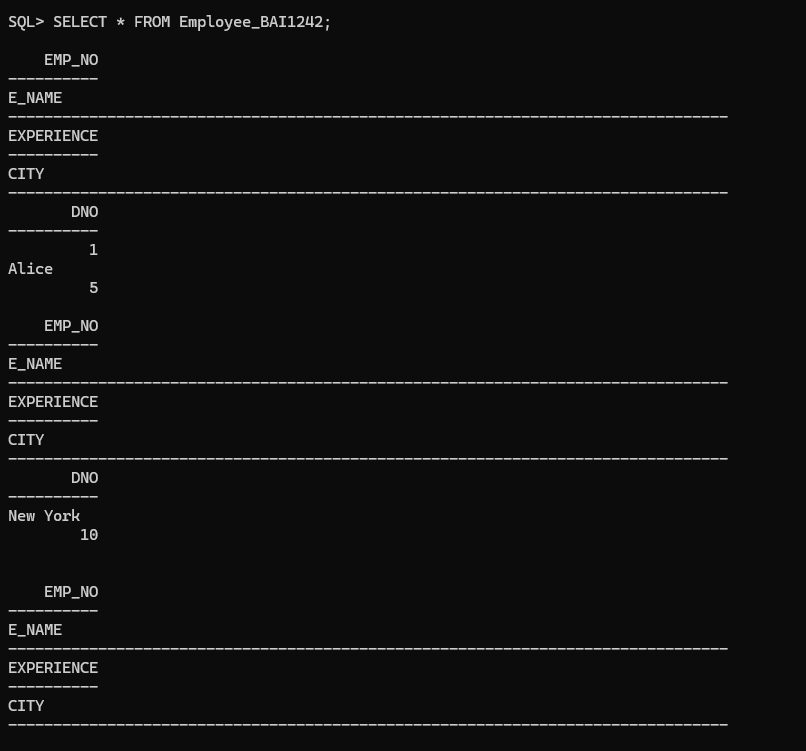 SQL> SELECT * FROM Employee_BAI1242;
    EMP_NO
----------
E_NAME
--------------------------------------------------------------------------------
EXPERIENCE
----------
CITY
--------------------------------------------------------------------------------
       DNO
----------
         1
Alice
         5
    EMP_NO
----------
E_NAME
--------------------------------------------------------------------------------
EXPERIENCE
----------
CITY
--------------------------------------------------------------------------------
       DNO
----------
New York
        10
    EMP_NO
----------
E_NAME
--------------------------------------------------------------------------------
EXPERIENCE
----------
CITY
--------------------------------------------------------------------------------